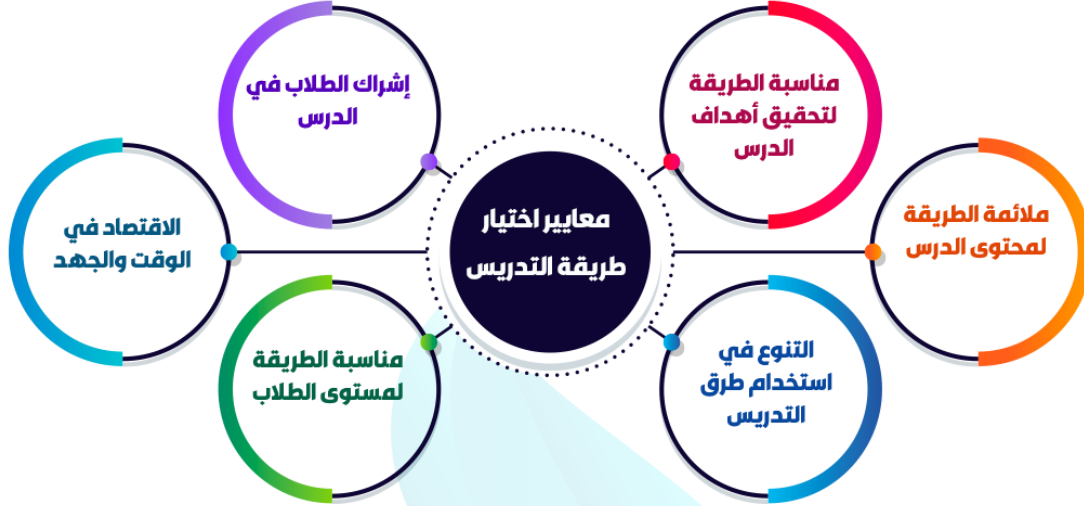 معايير اختيار
طريقة التدريس
مناسبة الطريقة
لتحقيق أهداف
الدرس
ملائمة الطريقة
لمحتوى الدرس
التنوع في
استخدام طرق
التدريس
مناسبة الطريقة
لمستوى الطلاب
الاقتصاد في
الوقت والجهد
إشراك الطلاب في
الدرس